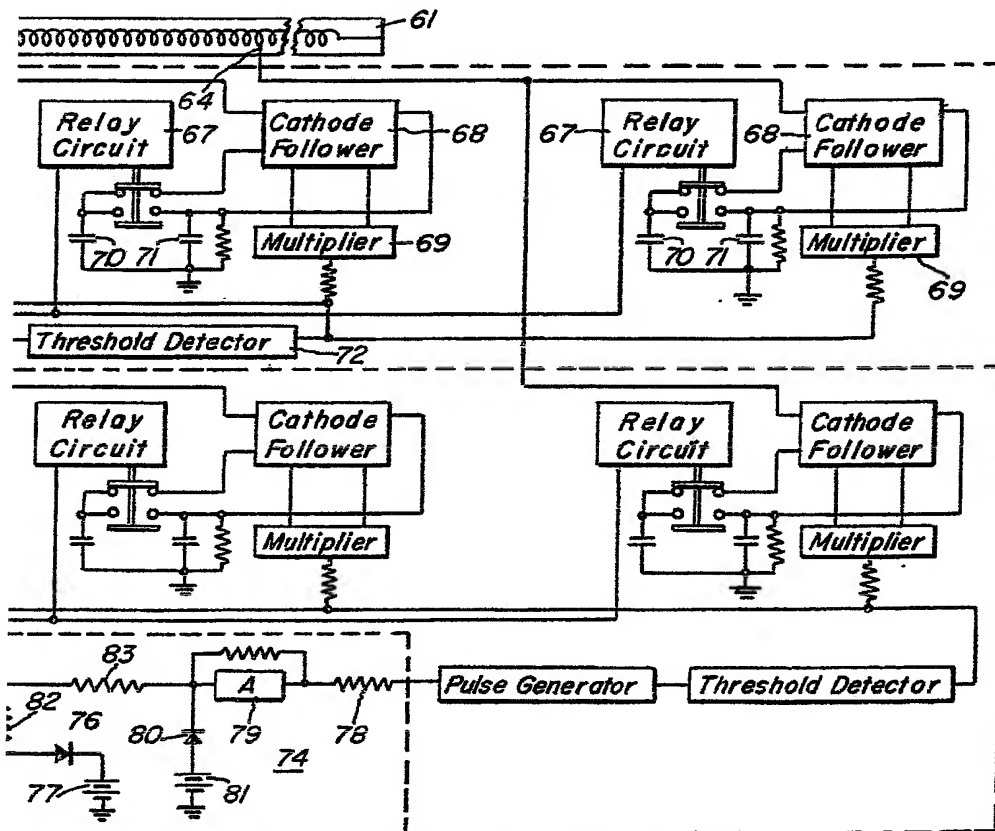 61
64
Relay
Circuit
67
Cathode
Follower
68
67
Relay
Circuit
68
Cathode
Follower
70
71
Multiplier
69
70
71
Multiplier
69
Threshold Detector
72
Relay
Circuit
Cathode
Follower
Relay
Circuit
Cathode
Follower
Multiplier
Multiplier
83
82
76
80
A
79
78
Pulse Generator
Threshold Detector
74
77
81